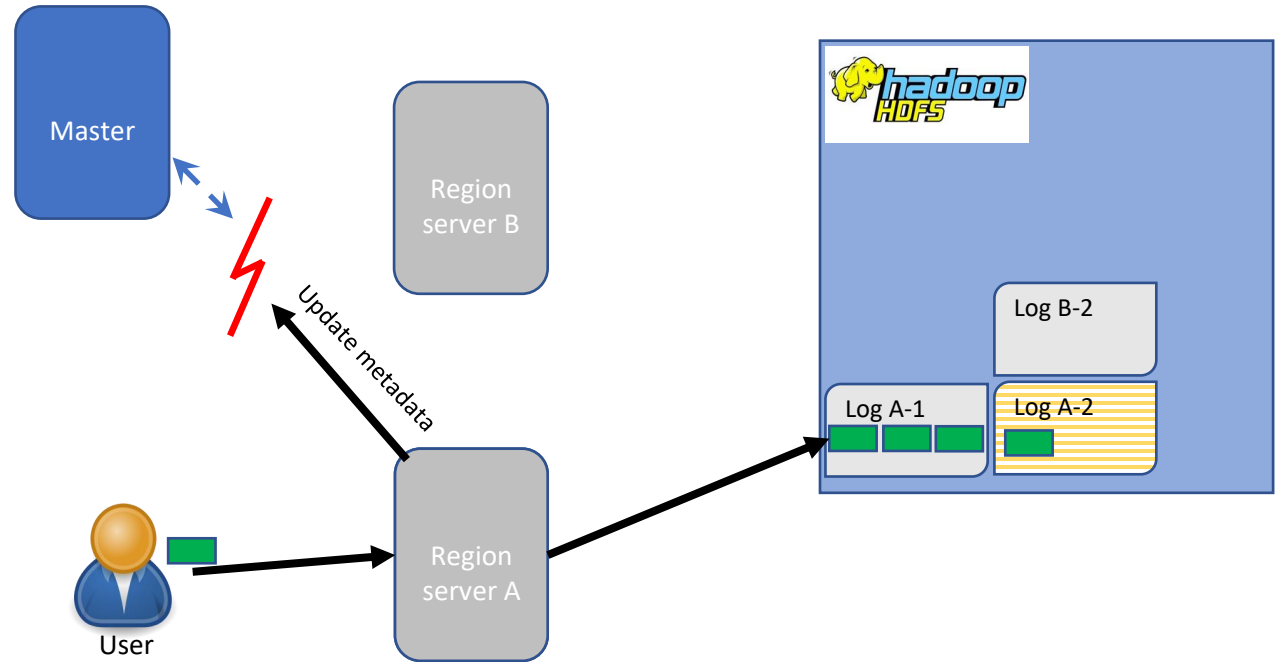 Master
Region
server B
hadoop
HDFS
Update metadata
Log B-2
Log A-1
Log A-2
Region
server A
User